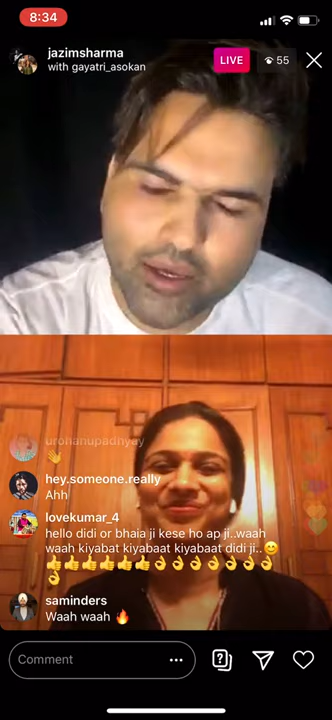 8:34
jazimsharma
with gayatri_asokan
LIVE
55
urohanupadhyay
👋
hey.someone.really
Ahh
lovekumar_4
hello didi or bhaia ji kese ho ap ji..waah
waah kiyabat kiyabaat kiyabaat didi ji..😊
👍👍👍👍👍👍👌👌👌👌👌👌👌
👌
saminders
Waah waah 🔥
Comment